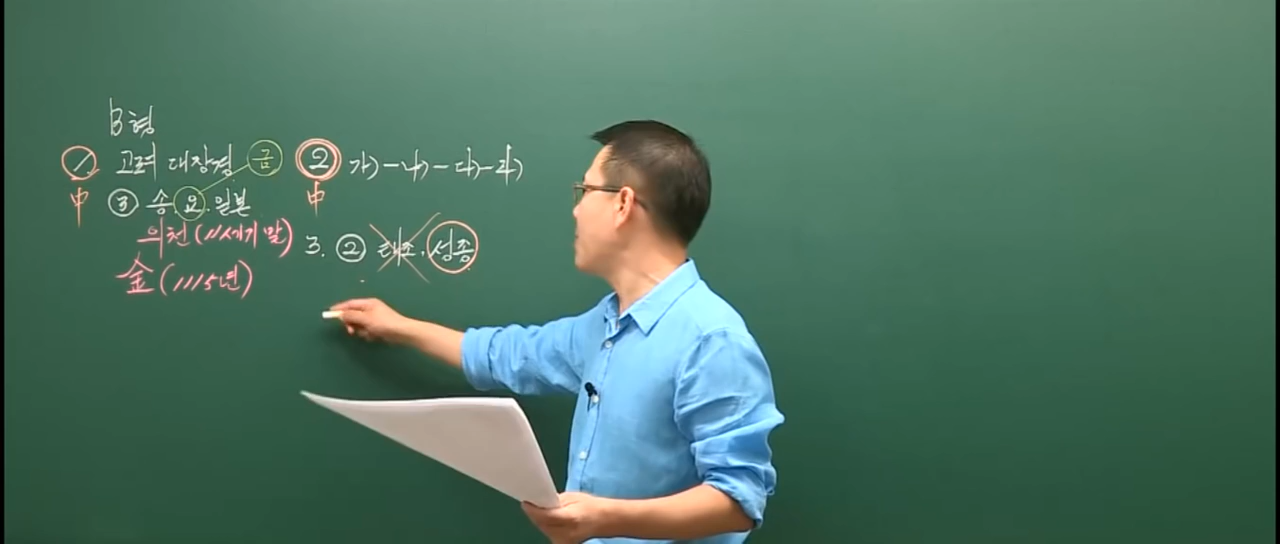 B형
1 고려 대장경 금
中
③ 송.요.일본
의천(11세기 말)
金(1115년)
② 가)-나)-다)-라)
中
3. ② 태조. 성종